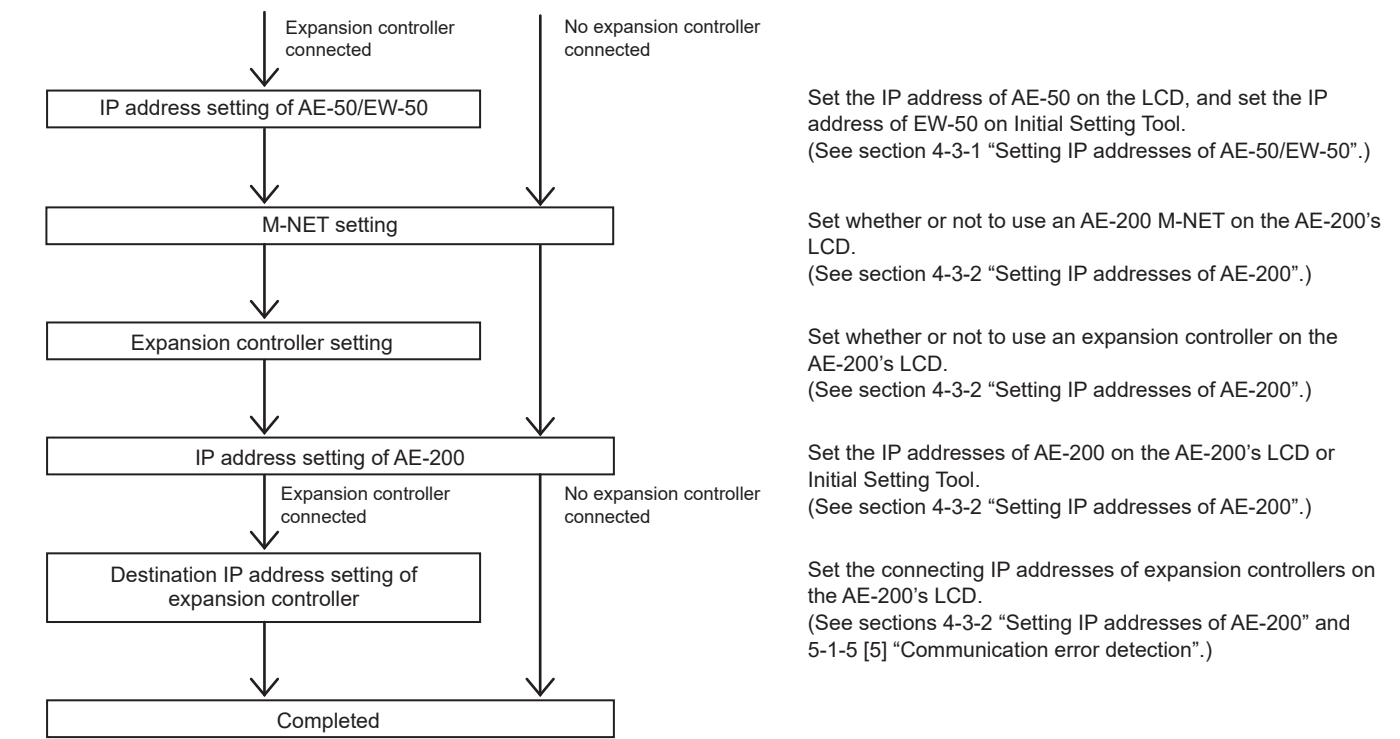 Expansion controller
connected
No expansion controller
connected
IP address setting of AE-50/EW-50
Set the IP address of AE-50 on the LCD, and set the IP
address of EW-50 on Initial Setting Tool.
(See section 4-3-1 “Setting IP addresses of AE-50/EW-50”.)
M-NET setting
Set whether or not to use an AE-200 M-NET on the AE-200’s
LCD.
(See section 4-3-2 “Setting IP addresses of AE-200”.)
Expansion controller setting
Set whether or not to use an expansion controller on the
AE-200’s LCD.
(See section 4-3-2 “Setting IP addresses of AE-200”.)
IP address setting of AE-200
Set the IP addresses of AE-200 on the AE-200’s LCD or
Initial Setting Tool.
(See section 4-3-2 “Setting IP addresses of AE-200”.)
Expansion controller
connected
No expansion controller
connected
Destination IP address setting of
expansion controller
Set the connecting IP addresses of expansion controllers on
the AE-200’s LCD.
(See sections 4-3-2 “Setting IP addresses of AE-200” and
5-1-5 [5] “Communication error detection”.)
Completed